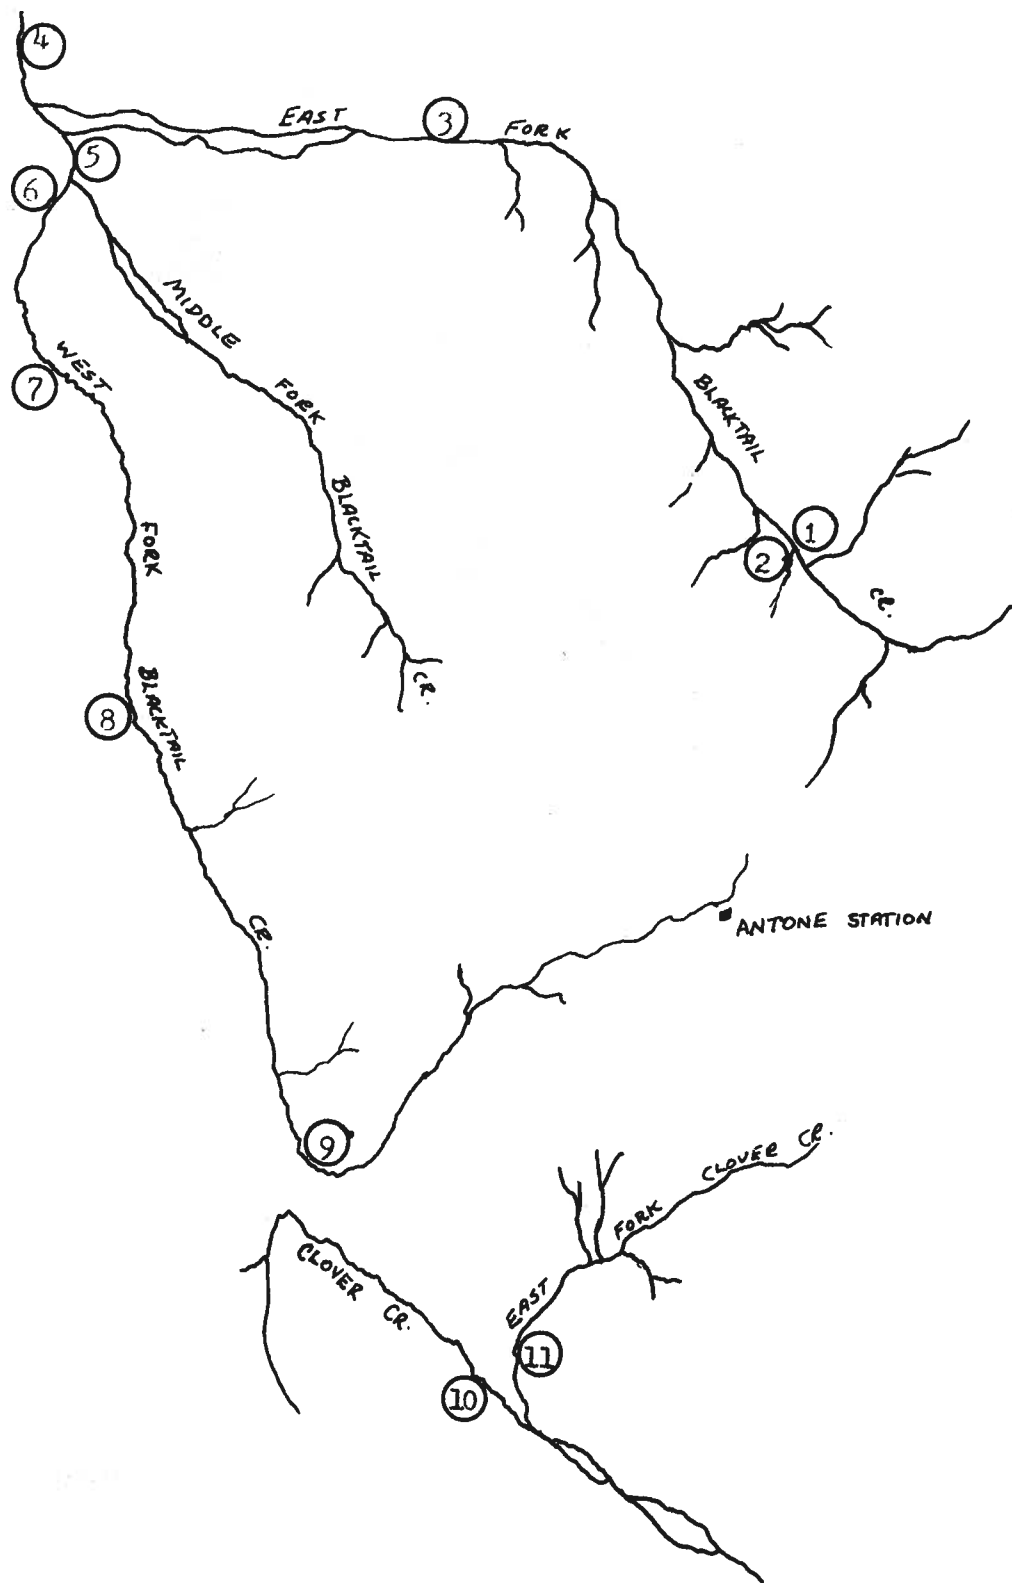 4
EAST
3
FORK
5
6
MIDDLE
WEST
7
FORK
BLACKTAIL
BLACKTAIL
FORK
1
2
CR.
CR.
8
BLACKTAIL
CR.
ANTONE STATION
9
CLOVER CR.
FORK
EAST
CLOVER CR.
11
10